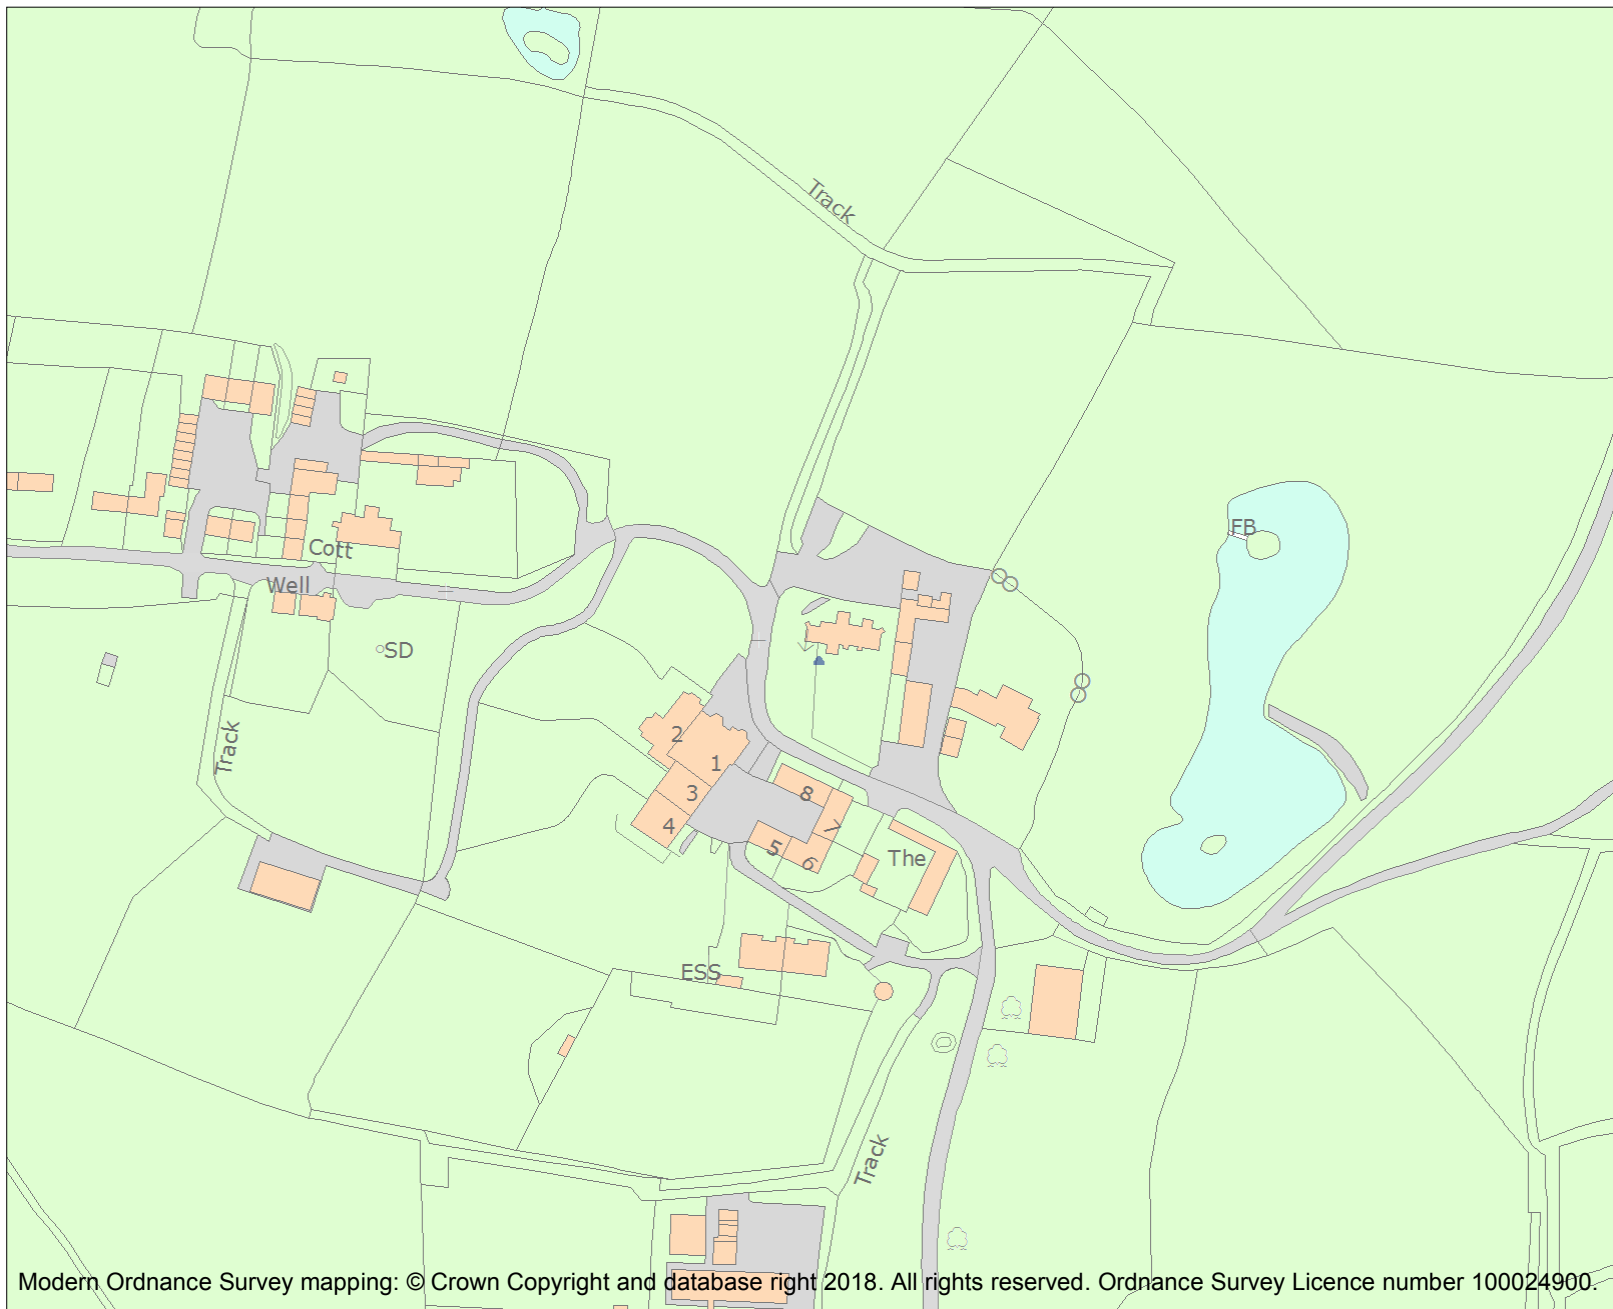 Track
FB
Cott
Well
SD
Track
2
1
3
8
4
7
5
6
The
ESS
Track
Modern Ordnance Survey mapping: © Crown Copyright and database right 2018. All rights reserved. Ordnance Survey Licence number 100024900.